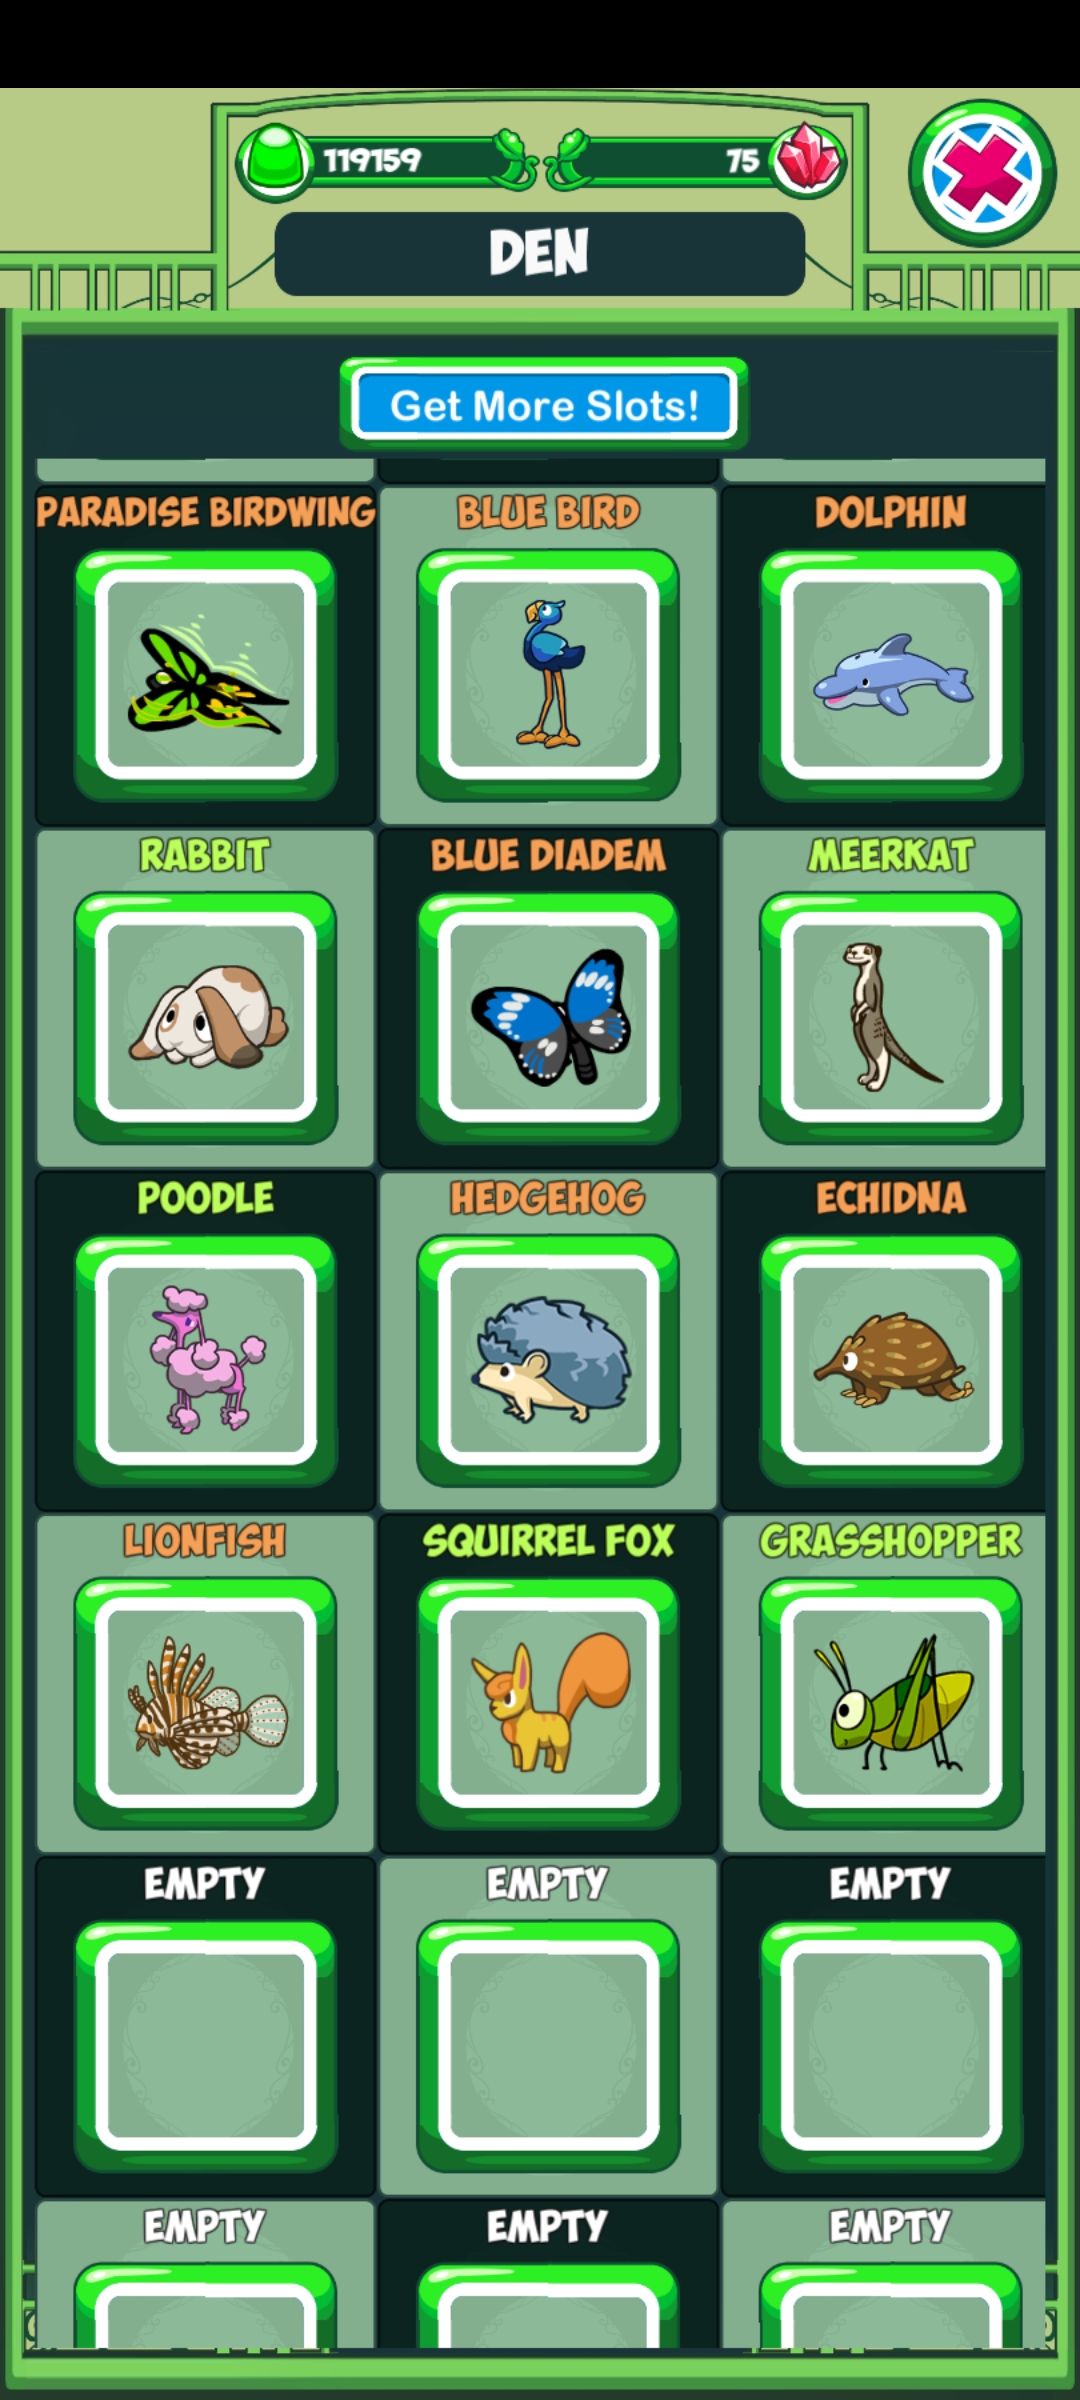 119159
75
DEN
Get More Slots!
PARADISE BIRDWING
BLUE BIRD
DOLPHIN
RABBIT
BLUE DIADEM
MEERKAT
POODLE
HEDGEHOG
ECHIDNA
LIONFISH
SQUIRREL FOX
GRASSHOPPER
EMPTY
EMPTY
EMPTY
EMPTY
EMPTY
EMPTY